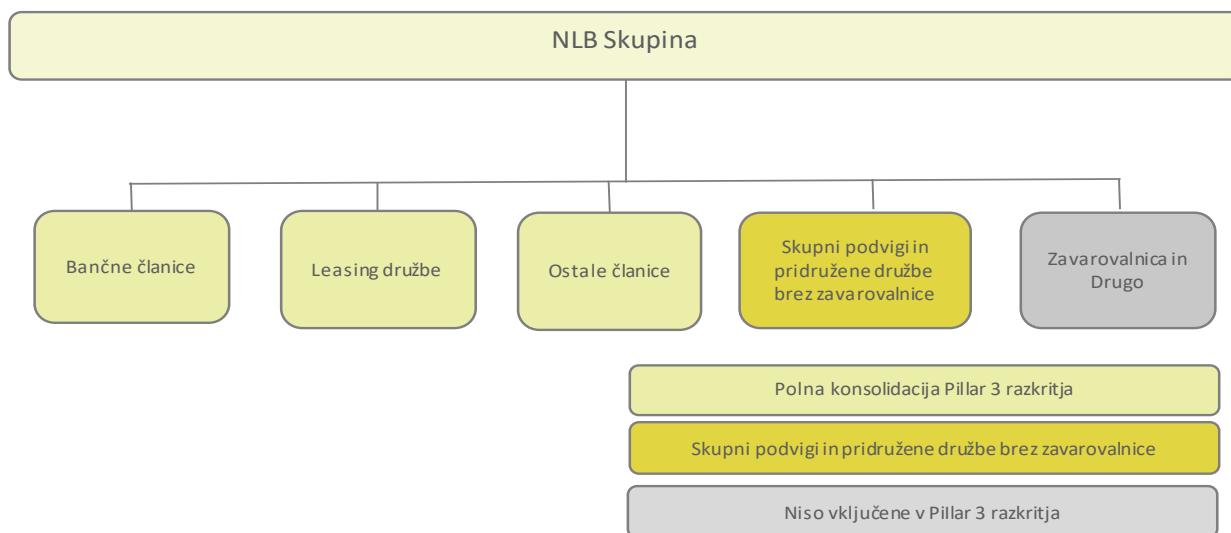 NLB Skupina
Bančne članice
Leasing družbe
Ostale članice
Skupni podvigi in
pridružene družbe
brez zavarovalnice
Zavarovalnica in
Drugo
Polna konsolidacija Pillar 3 razkritja
Skupni podvigi in pridružene družbe brez zavarovalnice
Niso vključene v Pillar 3 razkritja